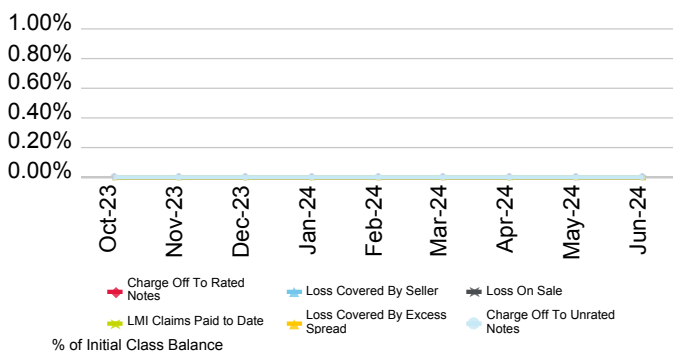 1.00%
0.80%
0.60%
0.40%
0.20%
0.00%
Oct-23
Nov-23
Dec-23
Jan-24
Feb-24
Mar-24
Apr-24
May-24
Jun-24
Charge Off To Rated
Notes
Loss Covered By Seller
Loss On Sale
LMI Claims Paid to Date
Loss Covered By Excess
Spread
Charge Off To Unrated
Notes
% of Initial Class Balance